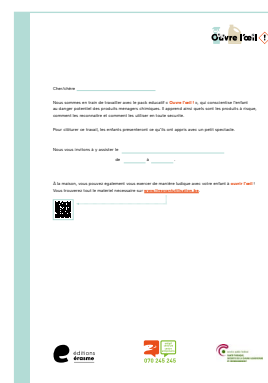 Ouvre l'œil
Cher/chère
Nous sommes en train de travailler avec le pack éducatif « Ouvre l'œil ! », qui conscientise l'enfant
au danger potentiel des produits ménagers chimiques. Il apprend ainsi quels sont les produits à risque,
comment les reconnaître et comment les utiliser en toute sécurité.
Pour clôturer ce travail, les enfants présenteront ce qu'ils ont appris avec un petit spectacle.
Nous vous invitons à y assister le
de à .
À la maison, vous pouvez également vous exercer de manière ludique avec votre enfant à ouvrir l'œil !
Vous trouverez tout le matériel nécessaire sur
éditions
érasme
070 245 245